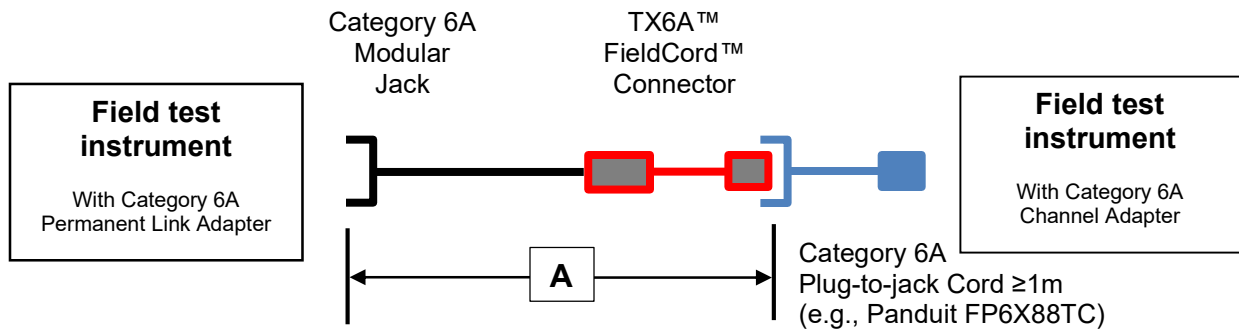 Category 6A
Modular
Jack
TX6A™
FieldCord™
Connector
Field test
instrument
With Category 6A
Permanent Link Adapter
Field test
instrument
With Category 6A
Channel Adapter
A
Category 6A
Plug-to-jack Cord ≥1m
(e.g., Panduit FP6X88TC)